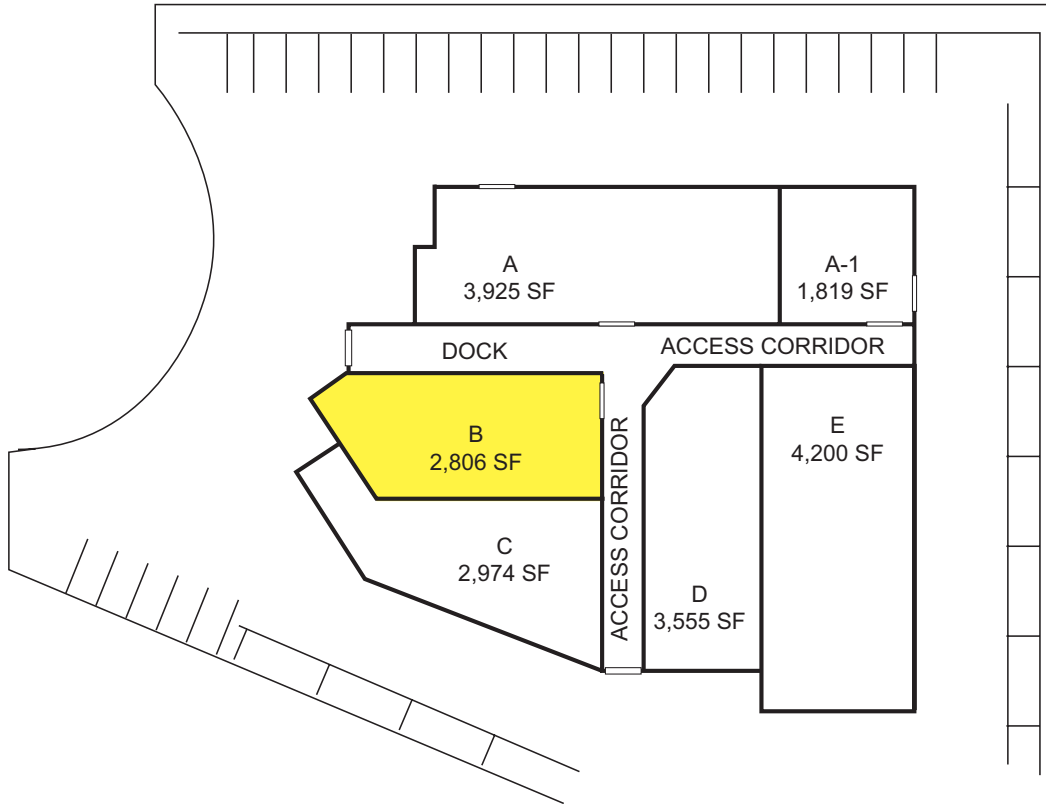 A
3,925 SF
A-1
1,819 SF
DOCK
ACCESS CORRIDOR
B
2,806 SF
E
4,200 SF
ACCESS CORRIDOR
C
2,974 SF
D
3,555 SF